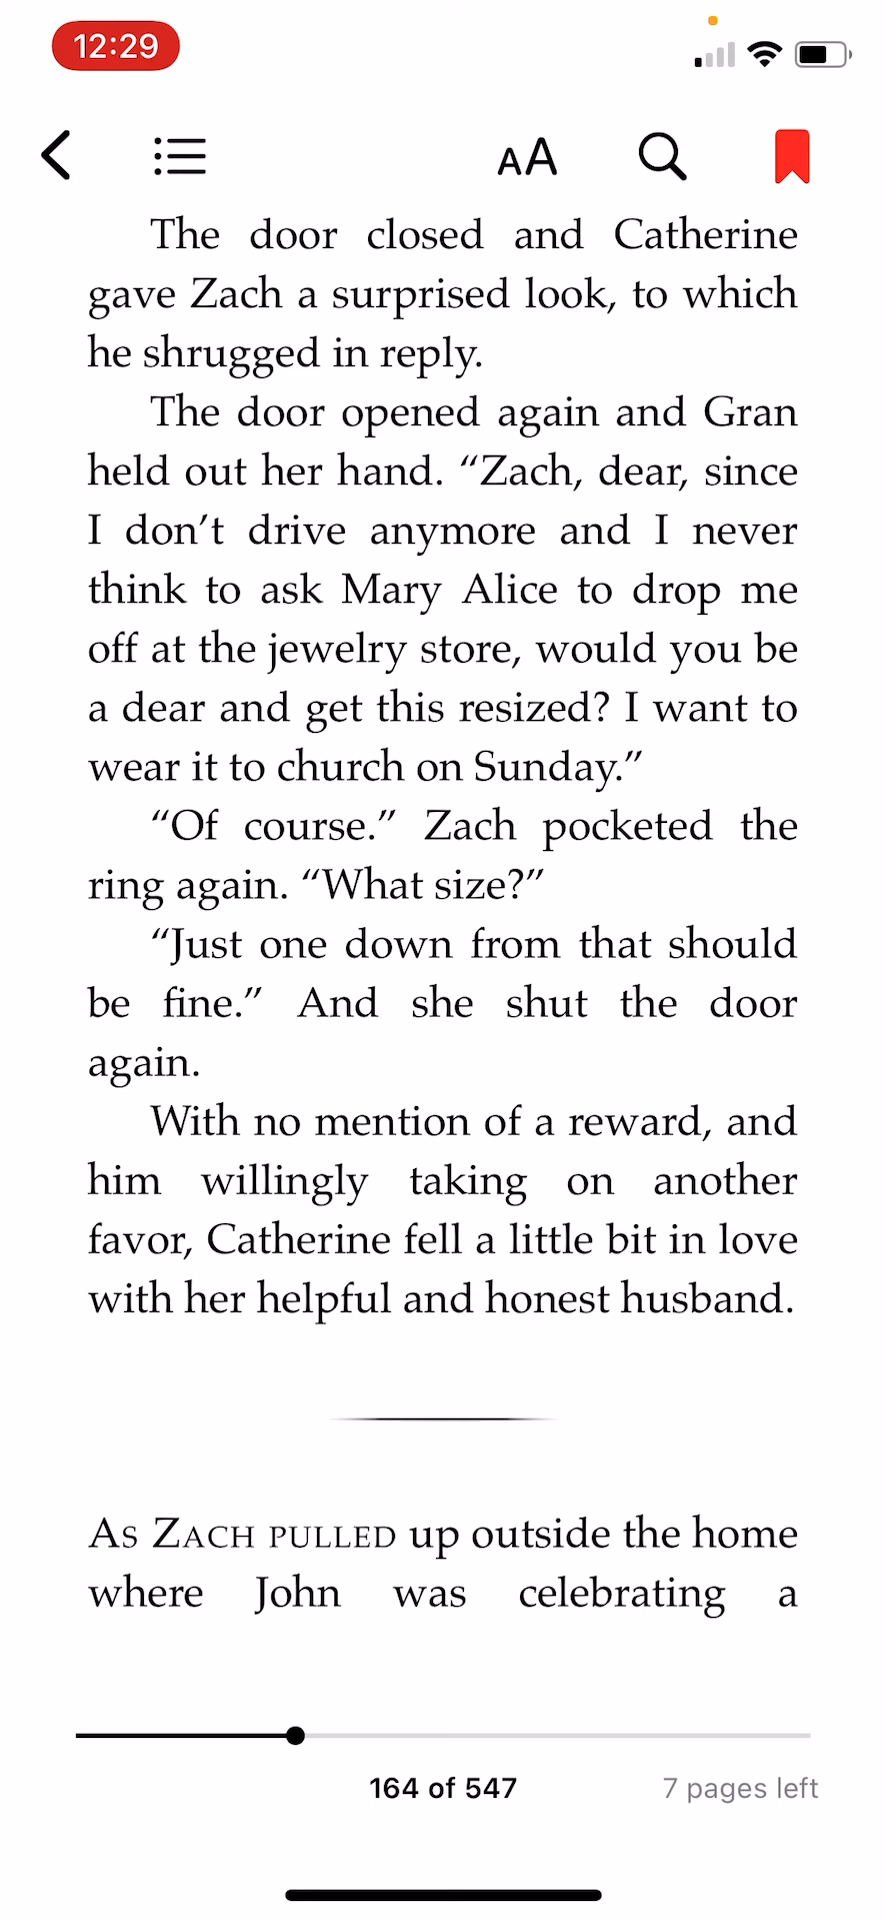 12:29
AA
The door closed and Catherine
gave Zach a surprised look, to which
he shrugged in reply.
The door opened again and Gran
held out her hand. “Zach, dear, since
I don’t drive anymore and I never
think to ask Mary Alice to drop me
off at the jewelry store, would you be
a dear and get this resized? I want to
wear it to church on Sunday.”
“Of course.” Zach pocketed the
ring again. “What size?”
“Just one down from that should
be fine.” And she shut the door
again.
With no mention of a reward, and
him willingly taking on another
favor, Catherine fell a little bit in love
with her helpful and honest husband.
As Zach pulled up outside the home
where John was celebrating a
164 of 547
7 pages left